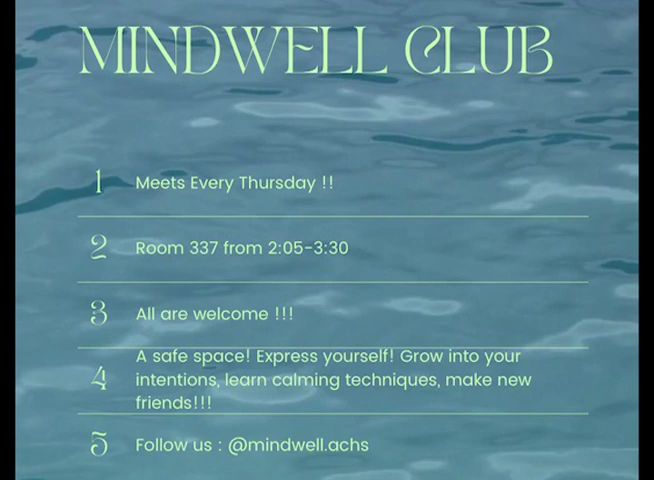 MINDWELL CLUB
1 Meets Every Thursday !!
2 Room 337 from 2:05-3:30
3 All are welcome !!!
4 A safe space! Express yourself! Grow into your
intentions, learn calming techniques, make new
friends!!!
5 Follow us : @mindwell.achs